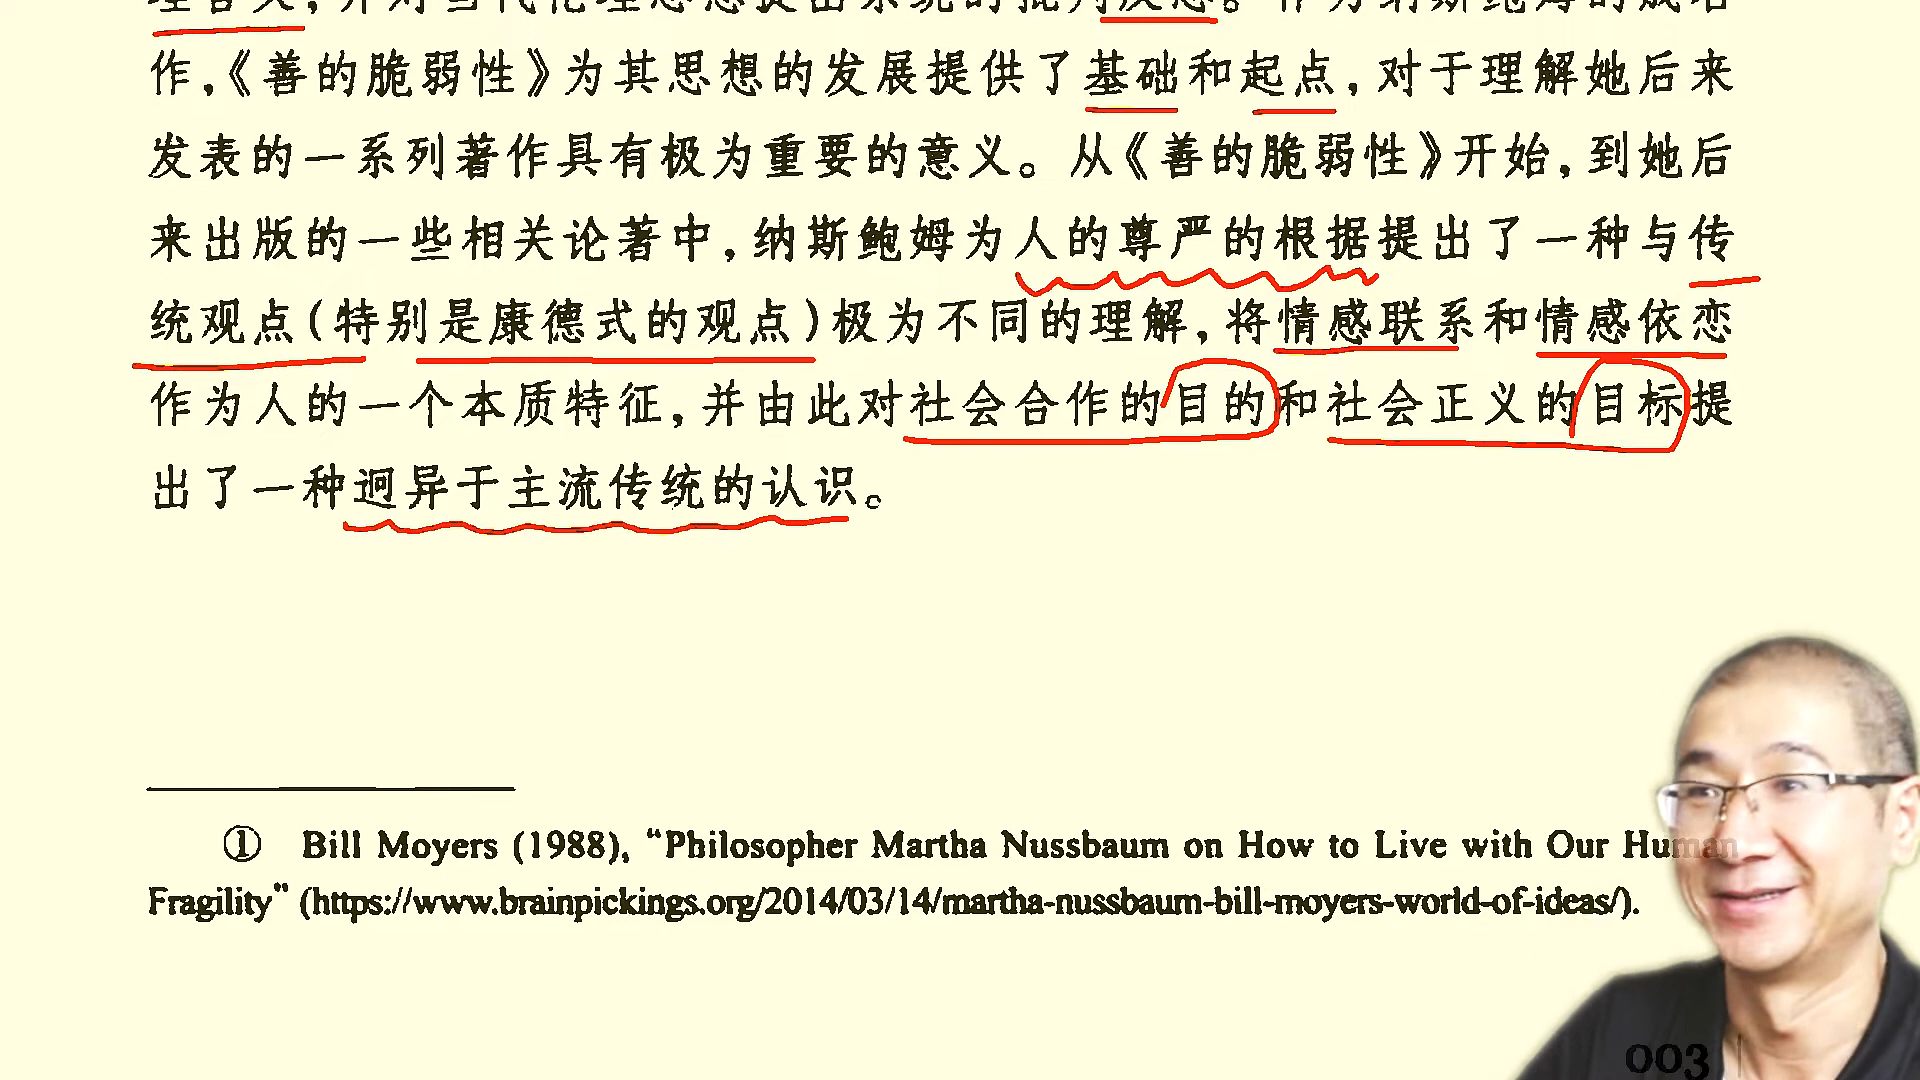 作,《善的脆弱性》为其思想的发展提供了基础和起点,对于理解她后来
发表的一系列著作具有极为重要的意义。从《善的脆弱性》开始,到她后
来出版的一些相关论著中,纳斯鲍姆为人的尊严的根据提出了一种与传
统观点(特别是康德式的观点)极为不同的理解,将情感联系和情感依恋
作为人的一个本质特征,并由此对社会合作的目的和社会正义的目标提
出了一种迥异于主流传统的认识。
① Bill Moyers (1988), “Philosopher Martha Nussbaum on How to Live with Our Human
Fragility” (https://www.brainpickings.org/2014/03/14/martha-nussbaum-bill-moyers-world-of-ideas/).
003